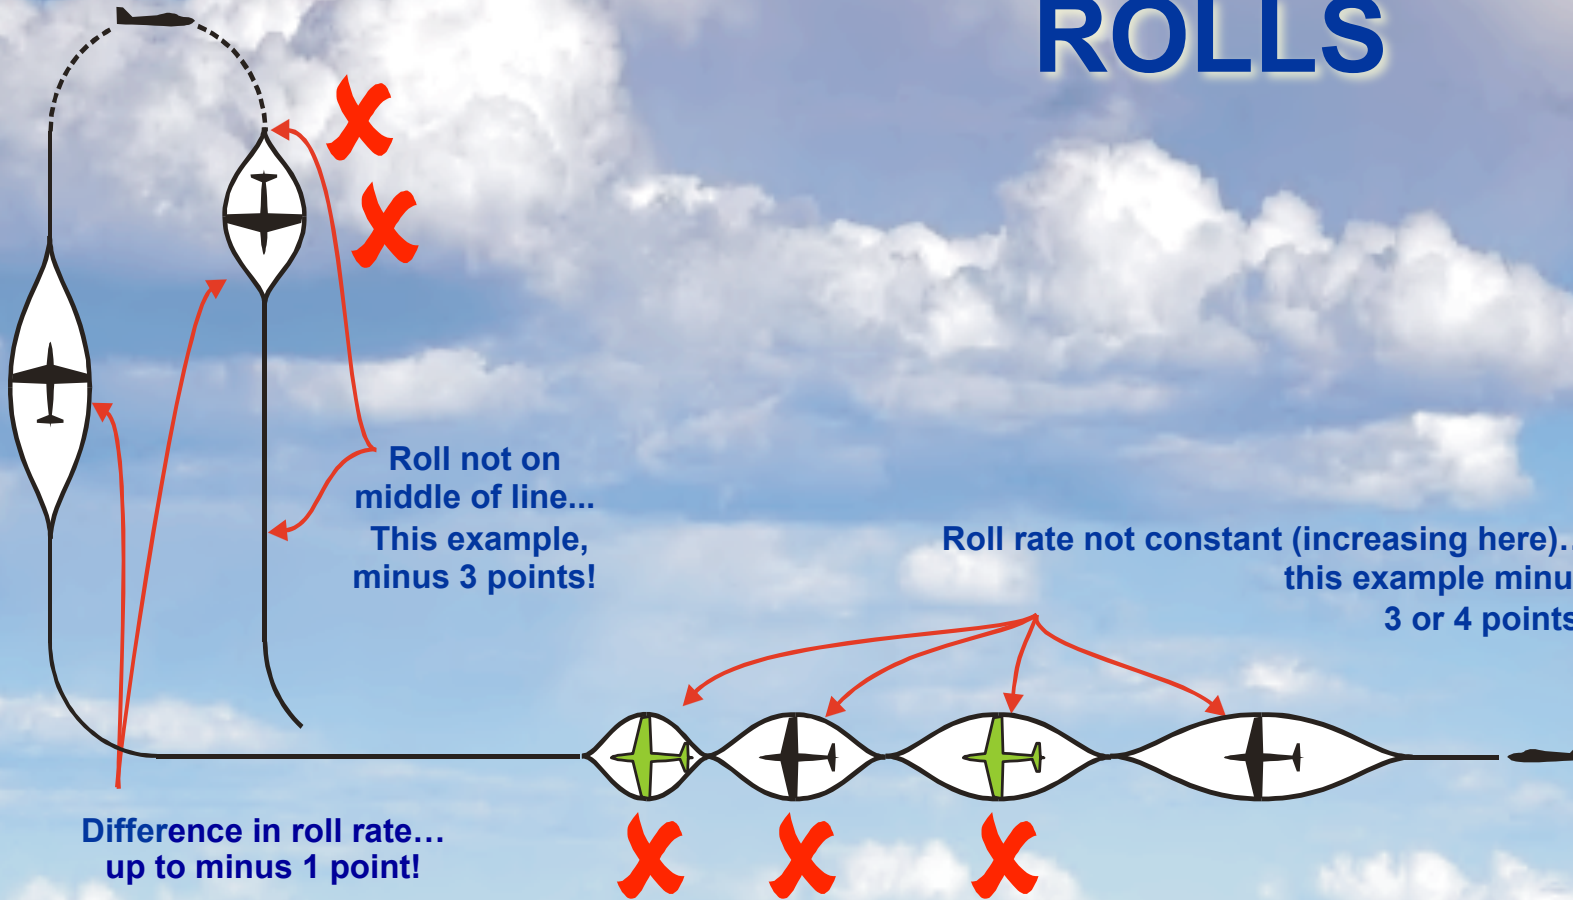 ROLLS
Roll not on
middle of line...
This example,
minus 3 points!
Roll rate not constant (increasing here)..
this example minu
3 or 4 points
Difference in roll rate…
up to minus 1 point!